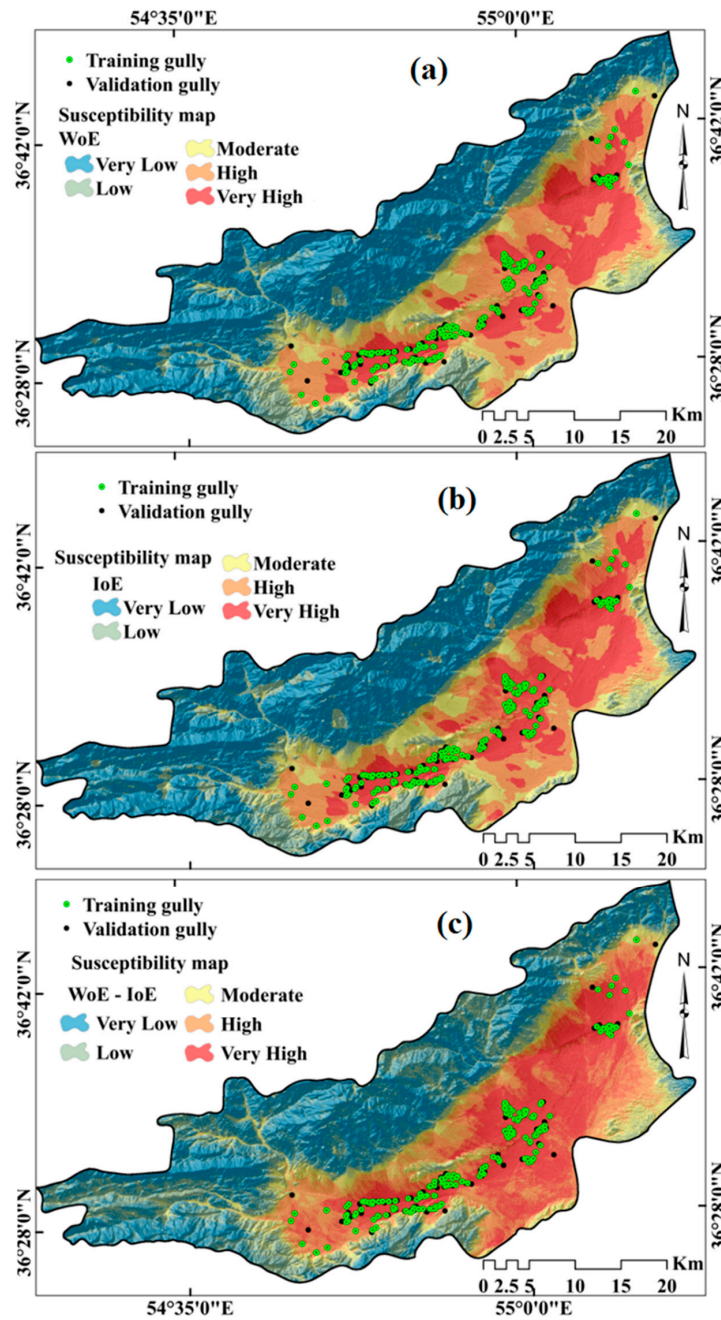 54°35'0"E 55°0'0"E
(a)
Training gully
Validation gully
Susceptibility map
WoE
Very Low
Low
Moderate
High
Very High
36°42'0"N
36°42'0"N
N
36°28'0"N
36°28'0"N
Km
0 2.5 5 10 15 20
(b)
Training gully
Validation gully
Susceptibility map
IoE
Very Low
Low
Moderate
High
Very High
36°42'0"N
36°42'0"N
N
36°28'0"N
36°28'0"N
Km
0 2.5 5 10 15 20
(c)
Training gully
Validation gully
Susceptibility map
WoE - IoE
Very Low
Low
Moderate
High
Very High
36°42'0"N
36°42'0"N
N
36°28'0"N
36°28'0"N
Km
0 2.5 5 10 15 20
54°35'0"E 55°0'0"E